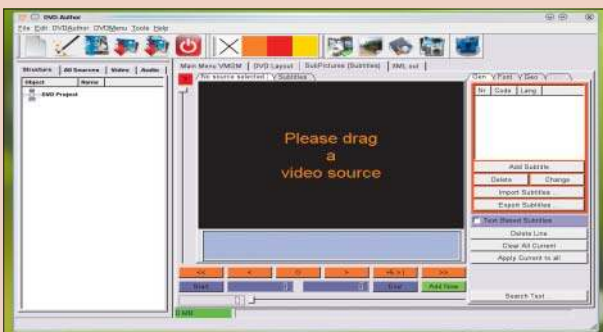 DVD-Author
File Edit DVDAuthor DVDMenu Tools Help
Structure All Sources Video Audio
Object Name
DVD Project
Main Menu VMGM DVD Layout SubPictures (Subtitles) XML out
No source selected Subtitles
Please drag
a
video source
<< < > >>
Start End Add Now
Gen Font Geo
Nr Code Lang
Add Subtitle
Delete Change
Import Subtitles ...
Export Subtitles ...
Text Based Subtitles
Delete Line
Clear All Current
Apply Current to all
Search Text